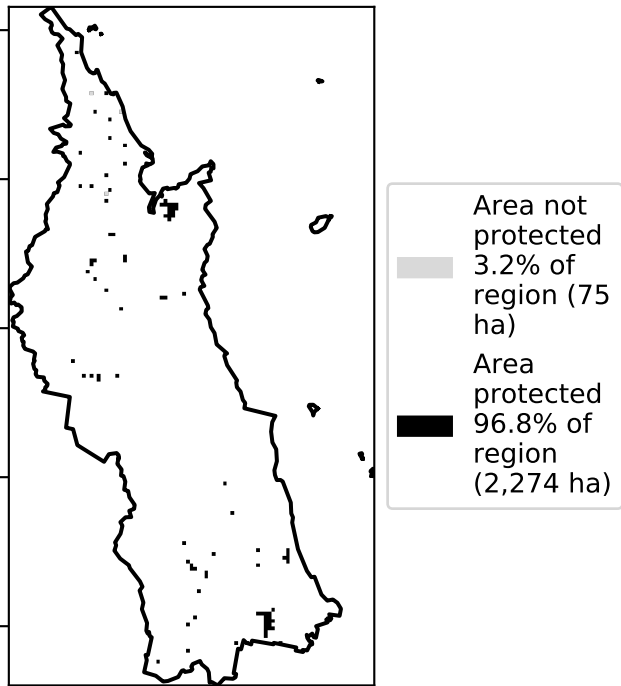 Area not
protected
3.2% of
region (75
ha)
Area
protected
96.8% of
region
(2,274 ha)